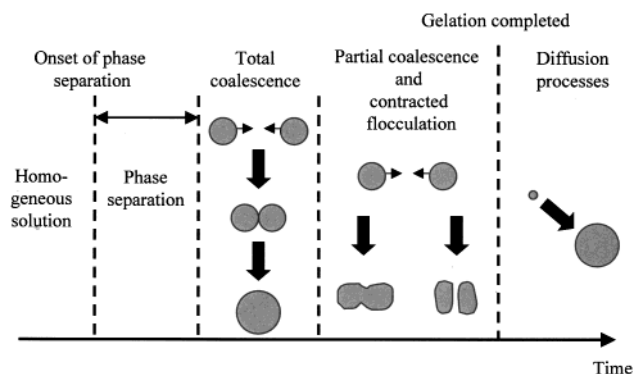 Gelation completed
Onset of phase
separation
Total
coalescence
Partial coalescence
and
contracted
flocculation
Diffusion
processes
Homo-
geneous
solution
Phase
separation
Time